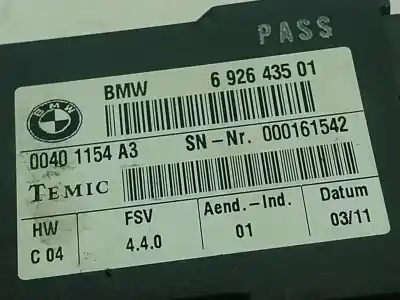 PASS
BMW
BMW 6 926 435 01
0040 1154 A3 SN-Nr. 000161542
TEMIC
HW FSV Aend.-Ind. Datum
C 04 4.4.0 01 03/11